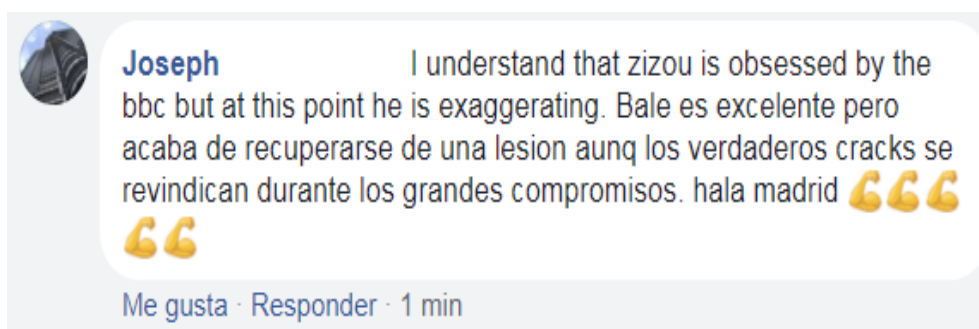 Joseph I understand that zizou is obsessed by the
bbc but at this point he is exaggerating. Bale es excelente pero
acaba de recuperarse de una lesion aunq los verdaderos cracks se
revindican durante los grandes compromisos. hala madrid 💪💪💪
💪💪
Me gusta · Responder · 1 min